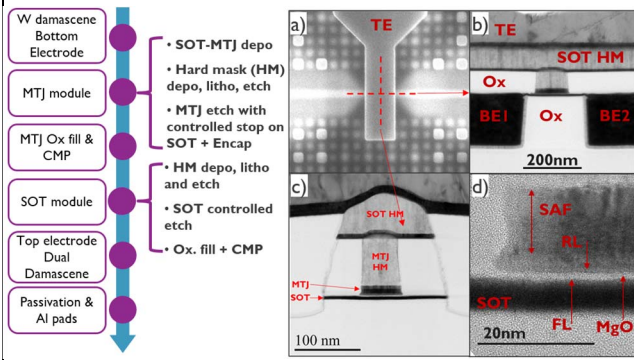 W damascene
Bottom
Electrode
MTJ module
MTJ Ox fill &
CMP
SOT module
Top electrode
Dual
Damascene
Passivation &
Al pads
• SOT-MTJ depo
• Hard mask (HM)
depo, litho, etch
• MTJ etch with
controlled stop on
SOT + Encap
• HM depo, litho
and etch
• SOT controlled
etch
• Ox. fill + CMP
a)
TE
b)
TE
SOT HM
Ox
BE1
Ox
BE2
200nm
c)
SOT HM
MTJ
HM
MTJ
SOT
100 nm
d)
SAF
RL
SOT
FL
MgO
20nm